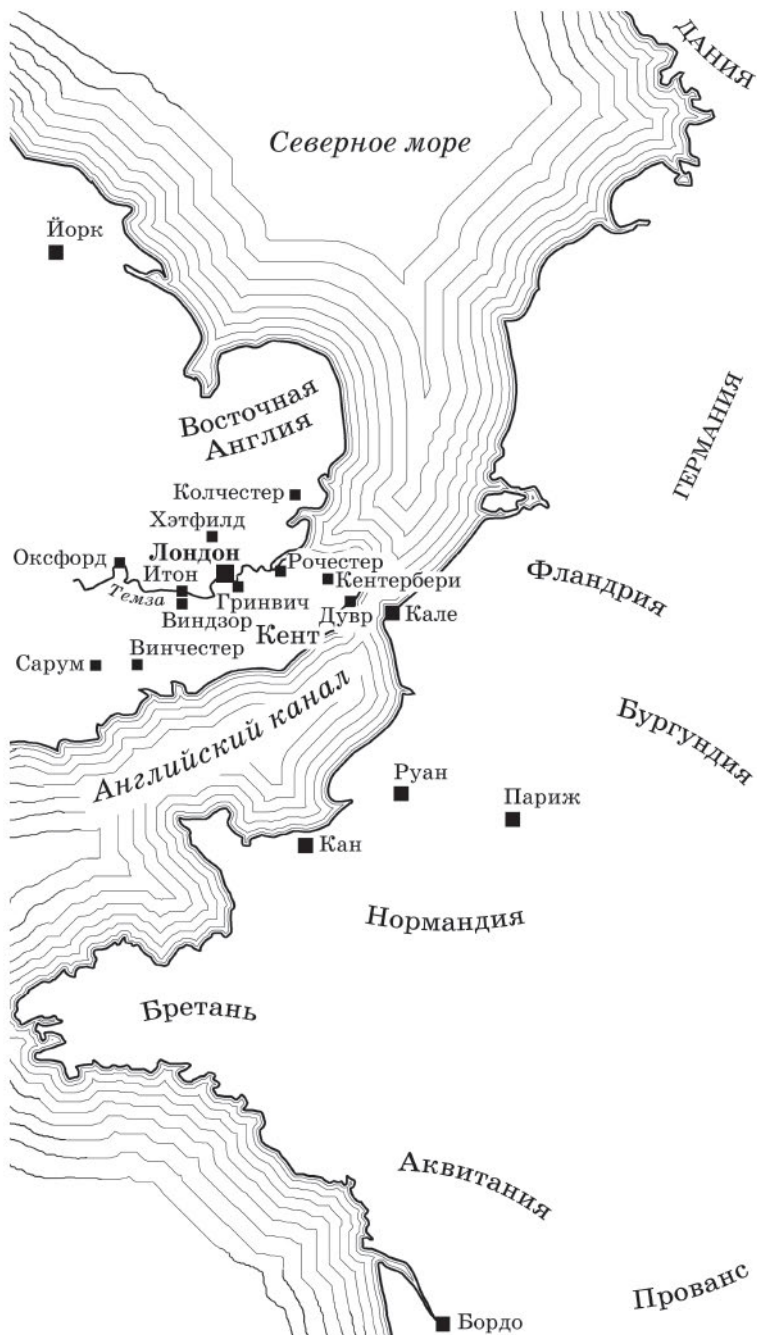 ДАНИЯ
Северное море
Йорк
ГЕРМАНИЯ
Восточная
Англия
Колчестер
Хэтфилд
Лондон
Оксфорд
Итон
Рочестер
Кентербери
Фландрия
Темза
Гринвич
Виндзор
Дувр
Кале
Кент
Винчестер
Сарум
Английский канал
Бургундия
Руан
Париж
Кан
Нормандия
Бретань
Аквитания
Прованс
Бордо